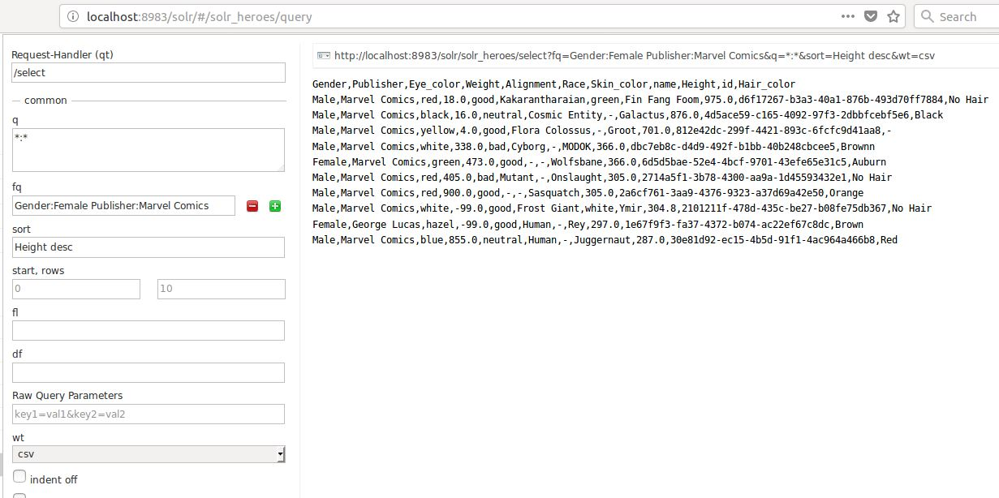 localhost:8983/solr/#/solr_heroes/query
Search
Request-Handler (qt)
/select
common
q
*:*
fq
Gender:Female Publisher:Marvel Comics
sort
Height desc
start, rows
0
10
fl
df
Raw Query Parameters
key1=val1&key2=val2
wt
csv
indent off
http://localhost:8983/solr/solr_heroes/select?fq=Gender:Female Publisher:Marvel Comics&q=*:*&sort=Height desc&wt=csv
Gender,Publisher,Eye_color,Weight,Alignment,Race,Skin_color,name,Height,id,Hair_color
Male,Marvel Comics,red,18.0,good,Kakarantharaian,green,Fin Fang Foom,975.0,d6f17267-b3a3-40a1-876b-493d70ff7884,No Hair
Male,Marvel Comics,black,16.0,neutral,Cosmic Entity,-,Galactus,876.0,4d5ace59-c165-4092-97f3-2dbbfcebf5e6,Black
Male,Marvel Comics,yellow,4.0,good,Flora Colossus,-,Groot,701.0,812e42dc-299f-4421-893c-6fcfc9d41aa8,-
Male,Marvel Comics,white,338.0,bad,Cyborg,-,MODOK,366.0,dbc7eb8c-d4d9-492f-b1bb-40b248cbcee5,Brownn
Female,Marvel Comics,green,473.0,good,-,-,Wolfsbane,366.0,6d5d5bae-52e4-4bcf-9701-43efe65e31c5,Auburn
Male,Marvel Comics,red,405.0,bad,Mutant,-,Onslaught,305.0,2714a5f1-3b78-4300-aa9a-1d45593432e1,No Hair
Male,Marvel Comics,red,900.0,good,-,-,Sasquatch,305.0,2a6cf761-3aa9-4376-9323-a37d69a42e50,Orange
Male,Marvel Comics,white,-99.0,good,Frost Giant,white,Ymir,304.8,2101211f-478d-435c-be27-b08fe75db367,No Hair
Female,George Lucas,hazel,-99.0,good,Human,-,Rey,297.0,1e67f9f3-fa37-4372-b074-ac22ef67c8dc,Brown
Male,Marvel Comics,blue,855.0,neutral,Human,-,Juggernaut,287.0,30e81d92-ec15-4b5d-91f1-4ac964a466b8,Red